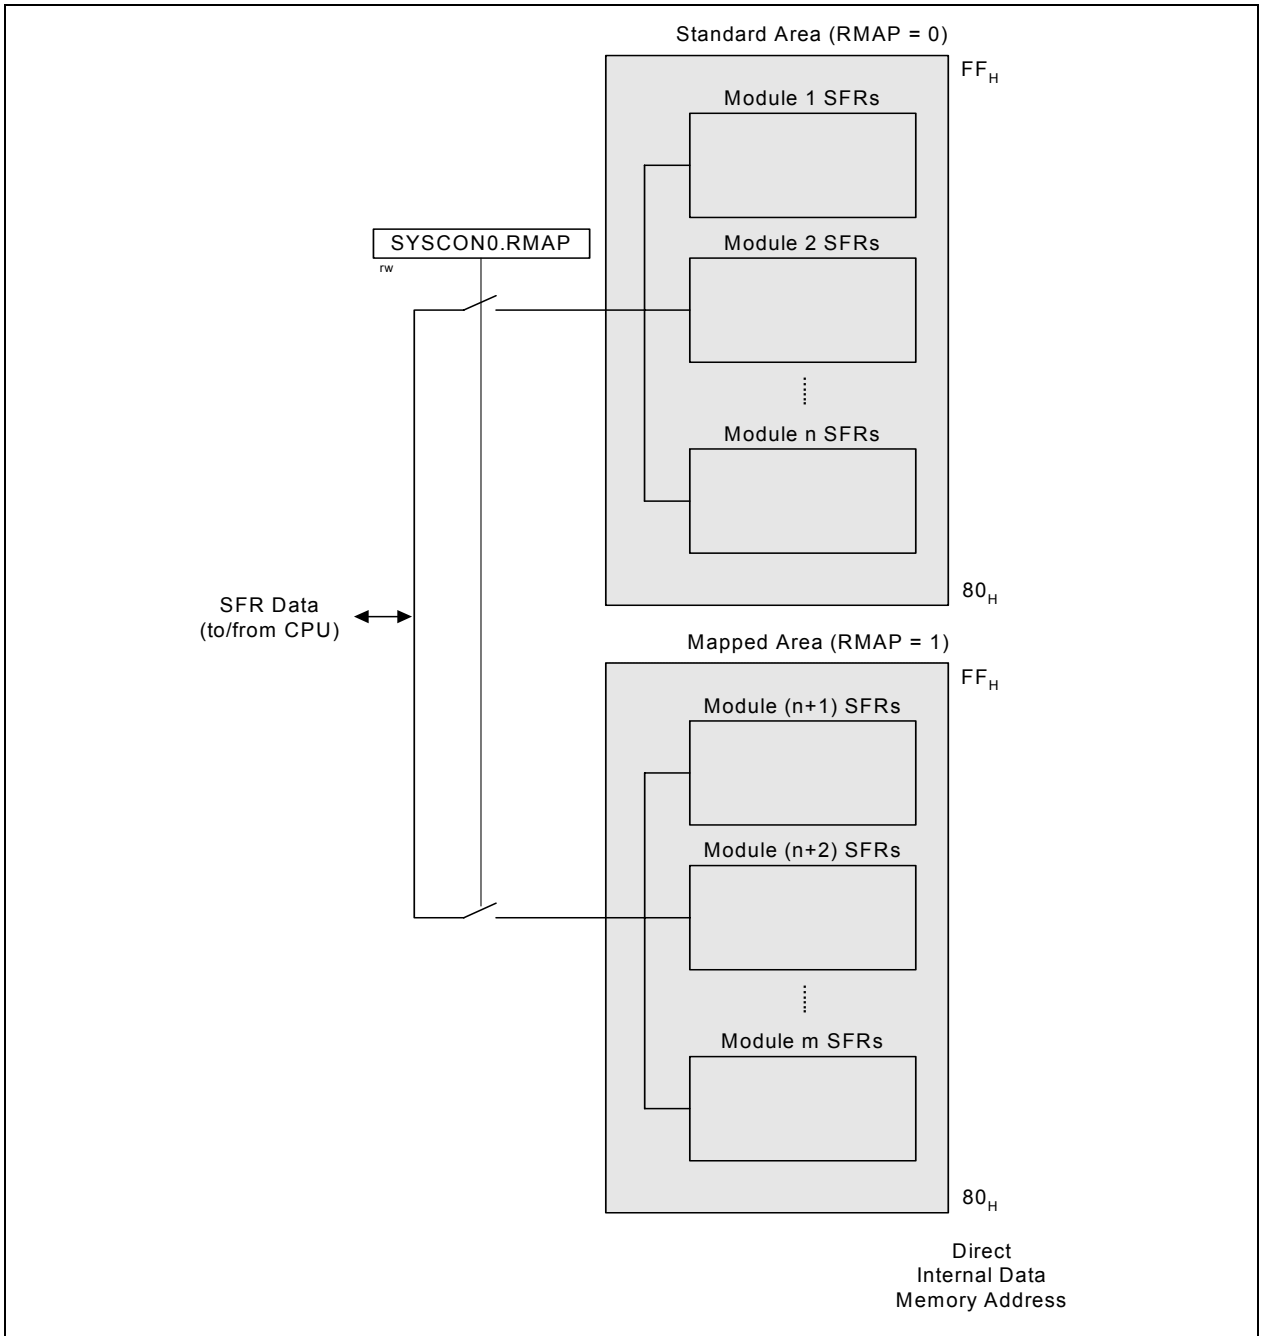 Standard Area (RMAP = 0)
FFH
Module 1 SFRs
SYSCON0.RMAP
rw
Module 2 SFRs
Module n SFRs
80H
SFR Data
(to/from CPU)
Mapped Area (RMAP = 1)
FFH
Module (n+1) SFRs
Module (n+2) SFRs
Module m SFRs
80H
Direct
Internal Data
Memory Address